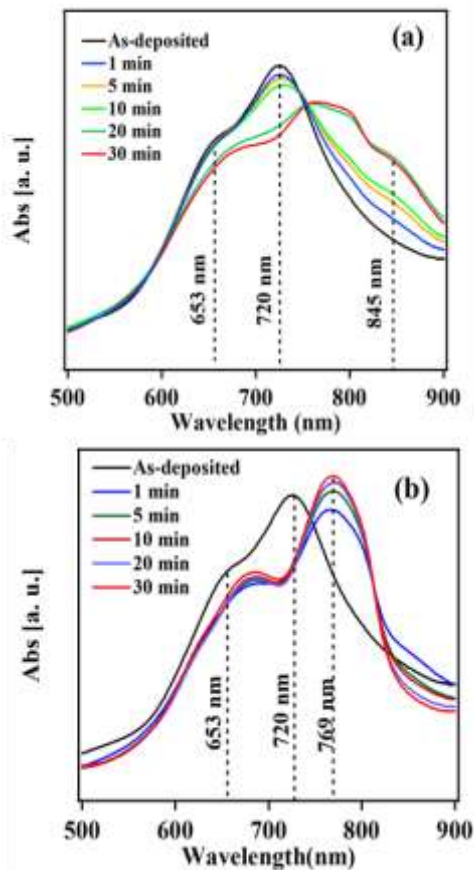 (a)
As-deposited
1 min
5 min
10 min
20 min
30 min
Abs [a. u.]
653 nm
720 nm
845 nm
500 600 700 800 900
Wavelength (nm)
(b)
As-deposited
1 min
5 min
10 min
20 min
30 min
Abs [a. u.]
653 nm
720 nm
769 nm
500 600 700 800 900
Wavelength(nm)